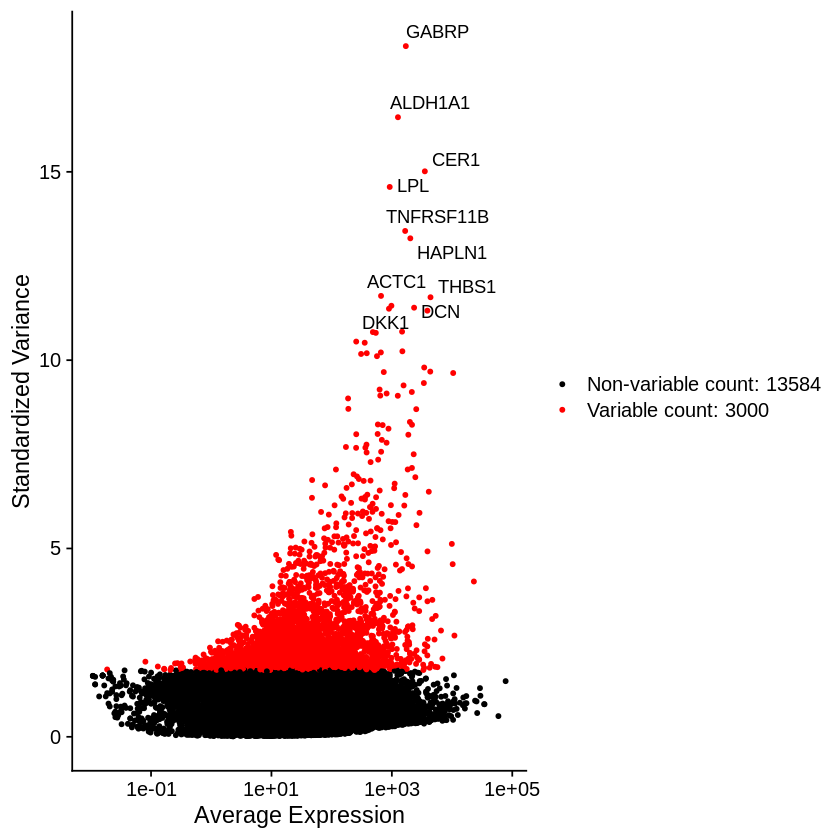 GABRP
ALDH1A1
CER1
LPL
TNFRSF11B
HAPLN1
ACTC1
THBS1
DCN
DKK1
15
10
5
0
Standardized Variance
Non-variable count: 13584
Variable count: 3000
1e-01
1e+01
1e+03
1e+05
Average Expression